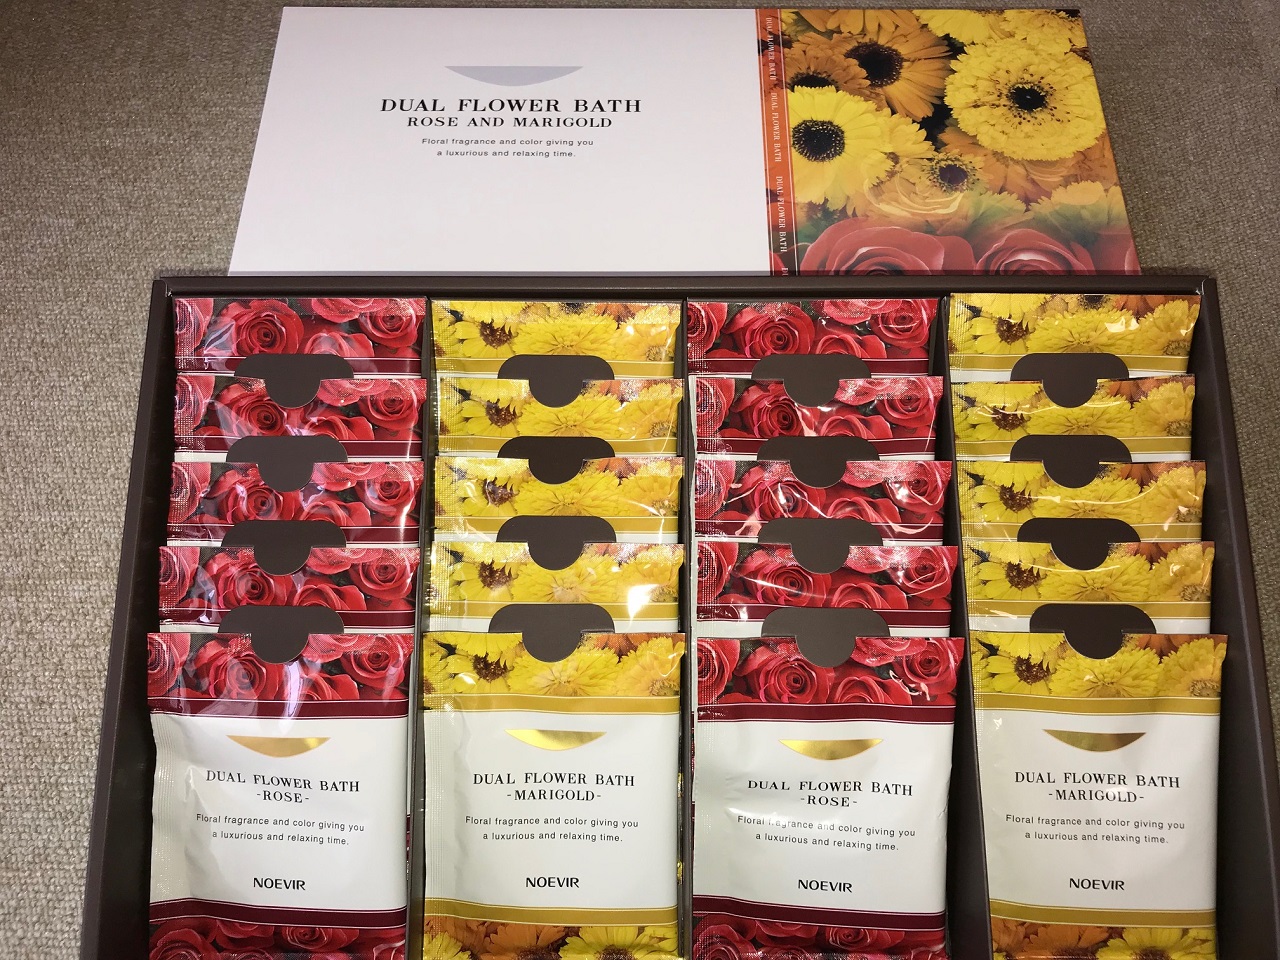 DUAL FLOWER BATH
ROSE AND MARIGOLD
Floral fragrance and color giving you
a luxurious and relaxing time.
DUAL FLOWER BATH
DUAL FLOWER BATH
DUAL FLOWER BATH
DUAL FLOWER BATH
-ROSE-
Floral fragrance and color giving you
a luxurious and relaxing time.
NOEVIR
DUAL FLOWER BATH
-MARIGOLD-
Floral fragrance and color giving you
a luxurious and relaxing time.
NOEVIR
DUAL FLOWER BATH
-ROSE-
Floral fragrance and color giving you
a luxurious and relaxing time.
NOEVIR
DUAL FLOWER BATH
-MARIGOLD-
Floral fragrance and color giving you
a luxurious and relaxing time.
NOEVIR